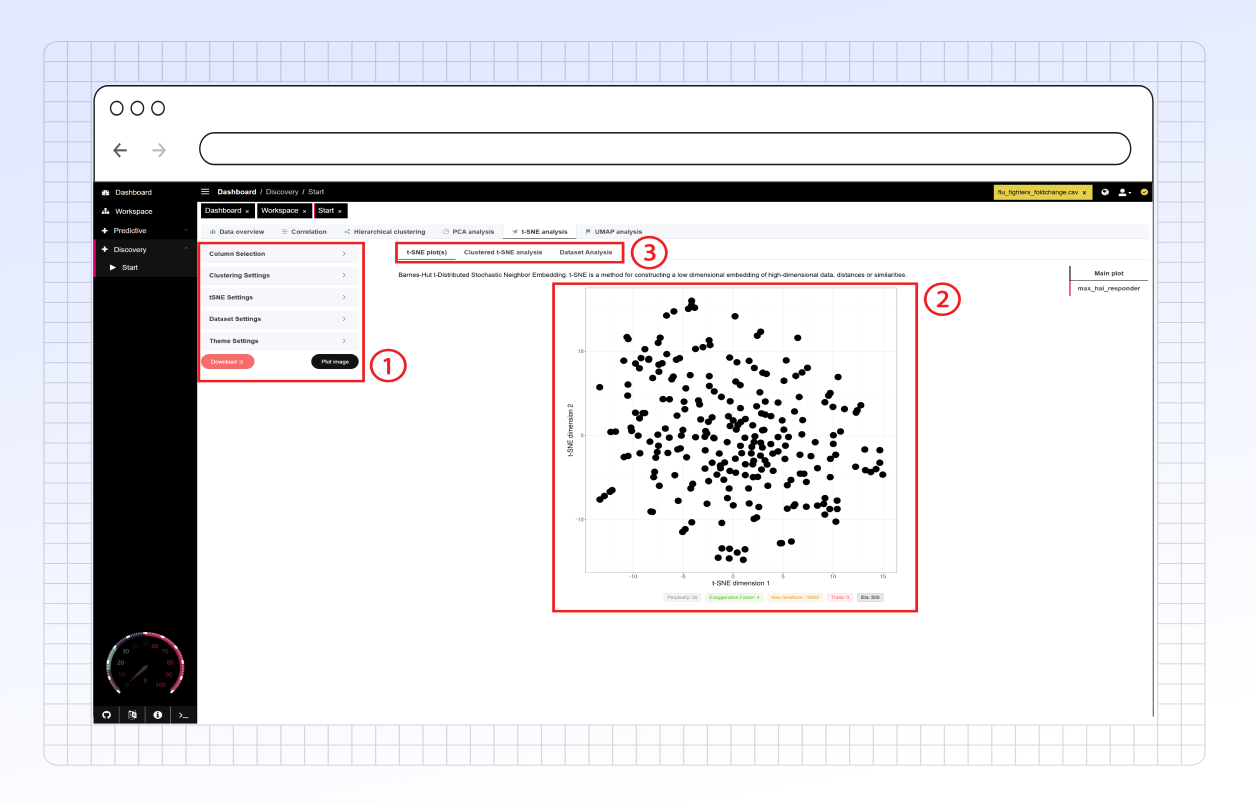 Dashboard
Workspace
Predictive
Discovery
Start
Dashboard / Discovery / Start
flu_fighters_foldchange.csv x
Dashboard x Workspace x Start x
Data overview Correlation Hierarchical clustering PCA analysis t-SNE analysis UMAP analysis
Column Selection
Clustering Settings
tSNE Settings
Dataset Settings
Theme Settings
Download Plot image
1
t-SNE plot(s) Clustered t-SNE analysis Dataset Analysis
3
Barnes-Hut t-Distributed Stochastic Neighbor Embedding. t-SNE is a method for constructing a low dimensional embedding of high-dimensional data, distances or similarities.
Main plot
max_hai_responder
2
t-SNE dimension 2
10
0
-10
-10 -5 0 5 10 15
t-SNE dimension 1
Perplexity: 30 Exaggeration Factor: 4 Max Iterations: 10000 Theta: 0 Eta: 500
30 60 70
20 80
10 90
0 0 100
>_